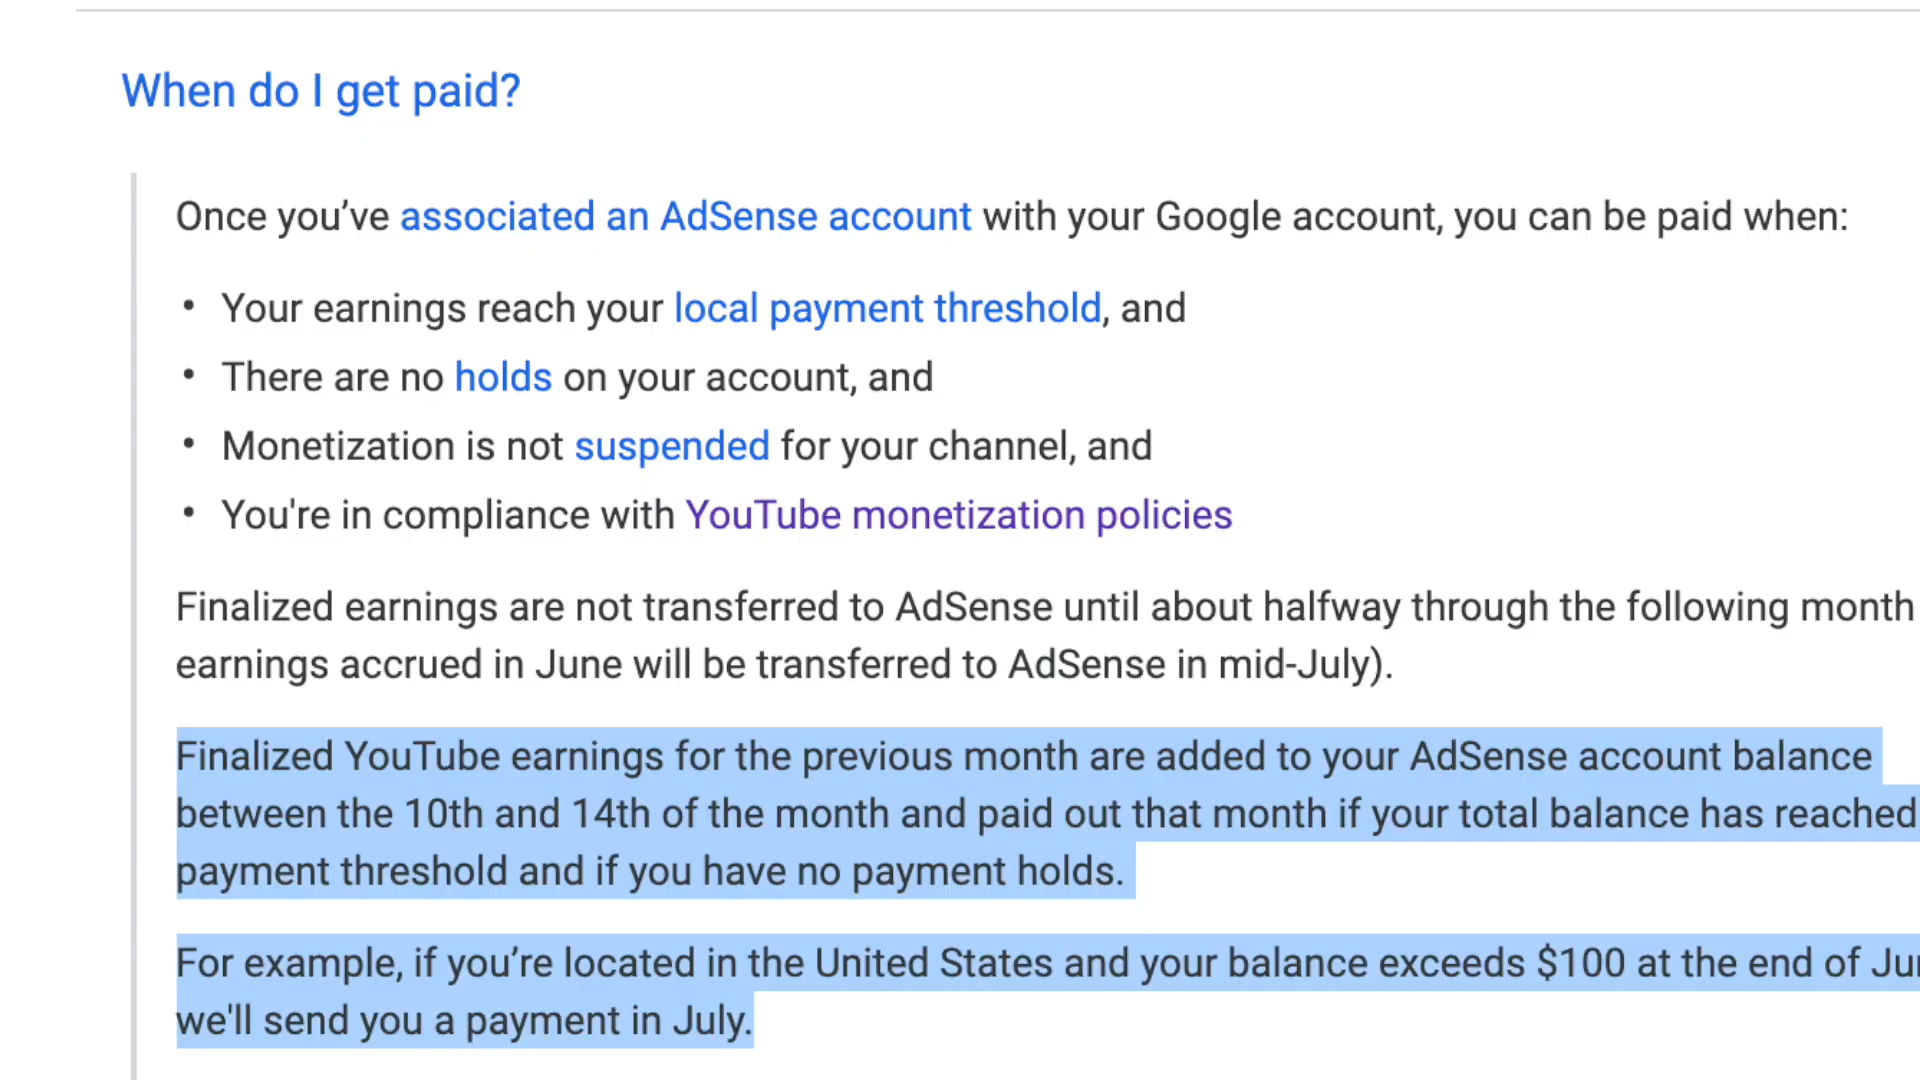 When do I get paid?
Once you’ve associated an AdSense account with your Google account, you can be paid when:
• Your earnings reach your local payment threshold, and
• There are no holds on your account, and
• Monetization is not suspended for your channel, and
• You're in compliance with YouTube monetization policies
Finalized earnings are not transferred to AdSense until about halfway through the following month
earnings accrued in June will be transferred to AdSense in mid-July).
Finalized YouTube earnings for the previous month are added to your AdSense account balance
between the 10th and 14th of the month and paid out that month if your total balance has reached
payment threshold and if you have no payment holds.
For example, if you’re located in the United States and your balance exceeds $100 at the end of
we'll send you a payment in July.